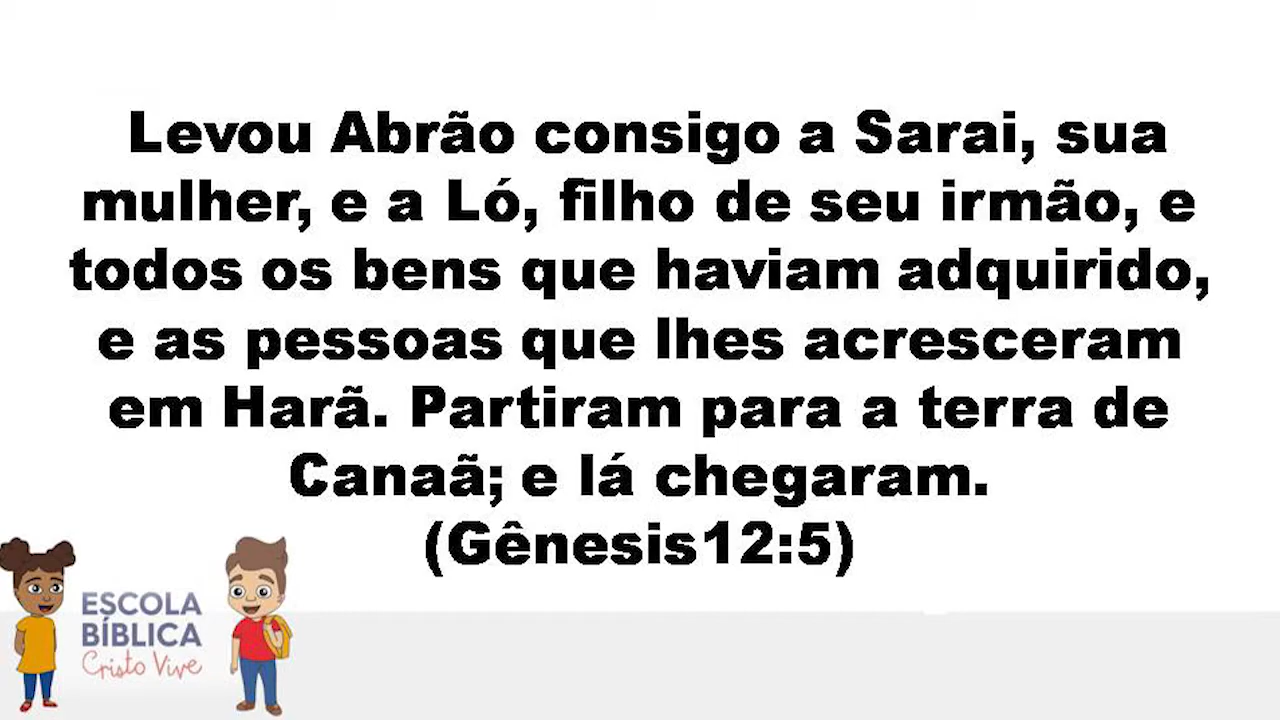 Levou Abrão consigo a Sarai, sua
mulher, e a Ló, filho de seu irmão, e
todos os bens que haviam adquirido,
e as pessoas que lhes acresceram
em Harã. Partiram para a terra de
Canaã; e lá chegaram.
(Gênesis12:5)
ESCOLA
BÍBLICA
Cristo Vive